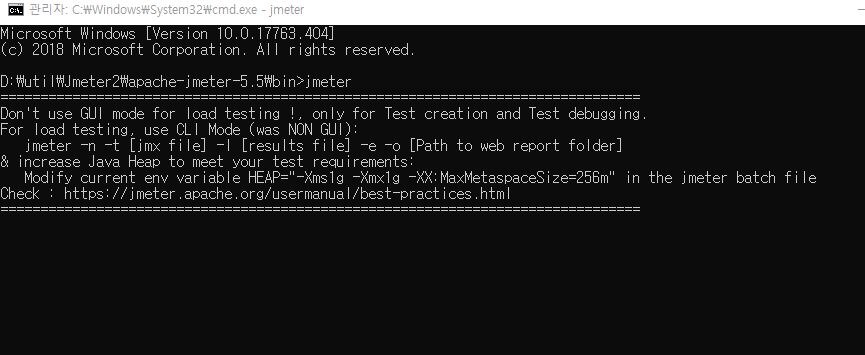 관리자: C:₩Windows₩System32₩cmd.exe - jmeter
Microsoft Windows [Version 10.0.17763.404]
(c) 2018 Microsoft Corporation. All rights reserved.
D:₩util₩Jmeter2₩apache-jmeter-5.5₩bin>jmeter
================================================================================
Don't use GUI mode for load testing !, only for Test creation and Test debugging.
For load testing, use CLI Mode (was NON GUI):
jmeter -n -t [jmx file] -l [results file] -e -o [Path to web report folder]
& increase Java Heap to meet your test requirements:
Modify current env variable HEAP="-Xms1g -Xmx1g -XX:MaxMetaspaceSize=256m" in the jmeter batch file
Check : https://jmeter.apache.org/usermanual/best-practices.html
================================================================================